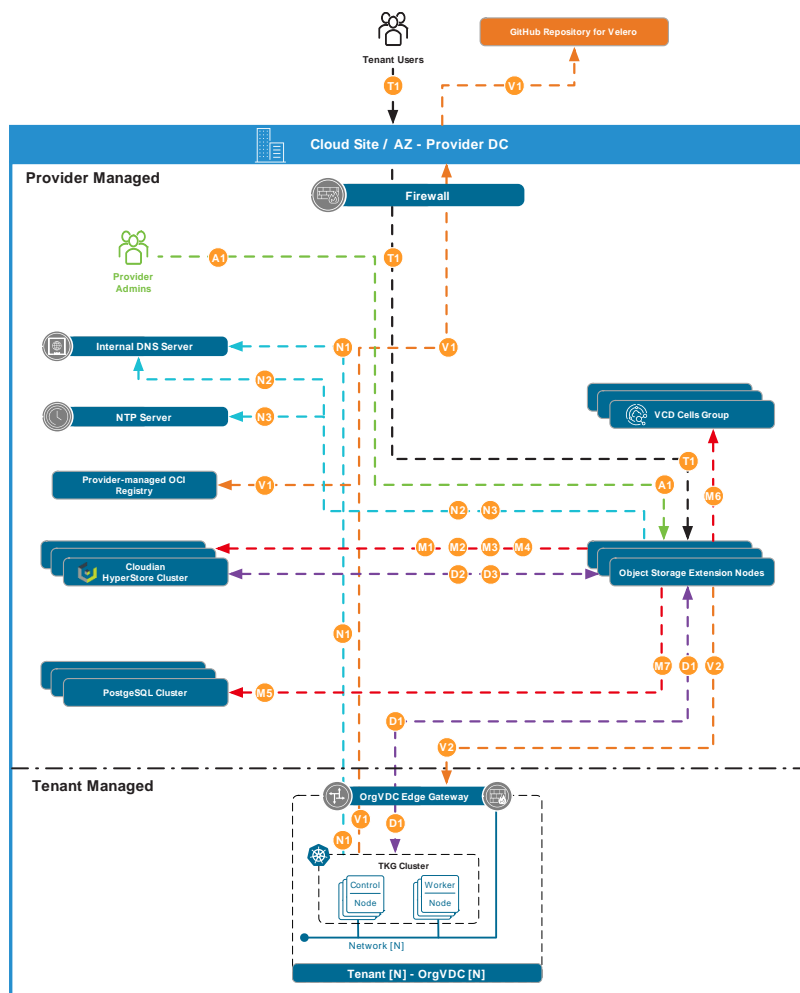 GitHub Repository for Velero
Tenant Users
T1
V1
Cloud Site / AZ - Provider DC
Provider Managed
Firewall
A1
T1
Provider
Admins
Internal DNS Server
N1
V1
N2
NTP Server
N3
VCD Cells Group
T1
Provider-managed OCI
Registry
V1
A1
M6
N2
N3
M1
M2
M3
M4
Cloudian
HyperStore Cluster
D2
D3
Object Storage Extension Nodes
N1
M7
D1
V2
PostgeSQL Cluster
M5
D1
V2
Tenant Managed
OrgVDC Edge Gateway
V1
D1
N1
TKG Cluster
Control
Node
Worker
Node
Network [N]
Tenant [N] - OrgVDC [N]